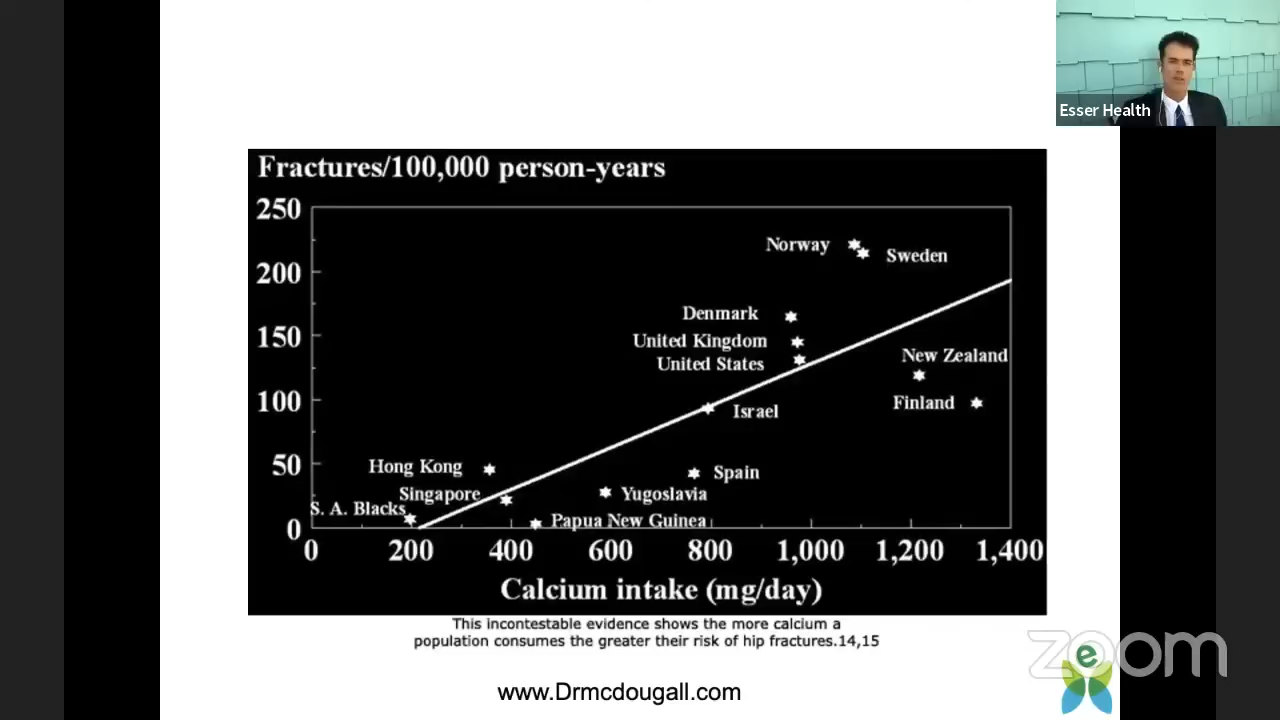 Esser Health
Fractures/100,000 person-years
250
200
150
100
50
0
Norway
Sweden
Denmark
United Kingdom
United States
New Zealand
Finland
Israel
Hong Kong
Spain
Singapore
Yugoslavia
S. A. Blacks
Papua New Guinea
0 200 400 600 800 1,000 1,200 1,400
Calcium intake (mg/day)
This incontestable evidence shows the more calcium a
population consumes the greater their risk of hip fractures.14,15
www.Drmcdougall.com
zoom
e